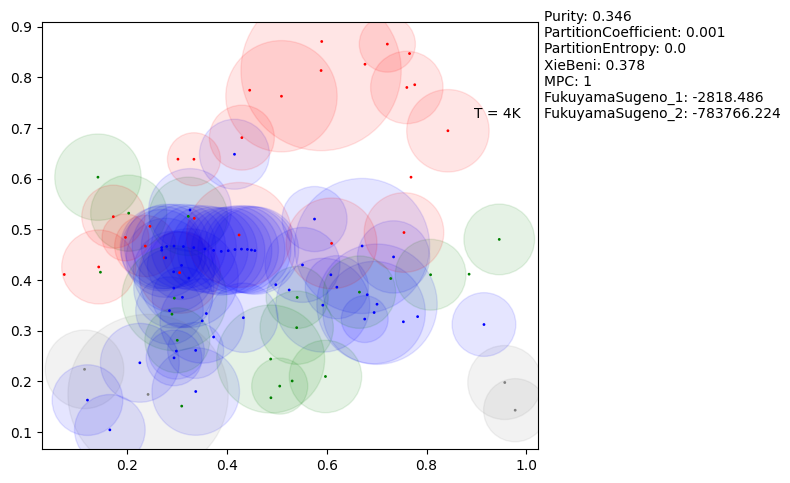 Purity: 0.346
PartitionCoefficient: 0.001
PartitionEntropy: 0.0
XieBeni: 0.378
MPC: 1
FukuyamaSugeno_1: -2818.486
FukuyamaSugeno_2: -783766.224
T = 4K
0.9
0.8
0.7
0.6
0.5
0.4
0.3
0.2
0.1
0.2
0.4
0.6
0.8
1.0